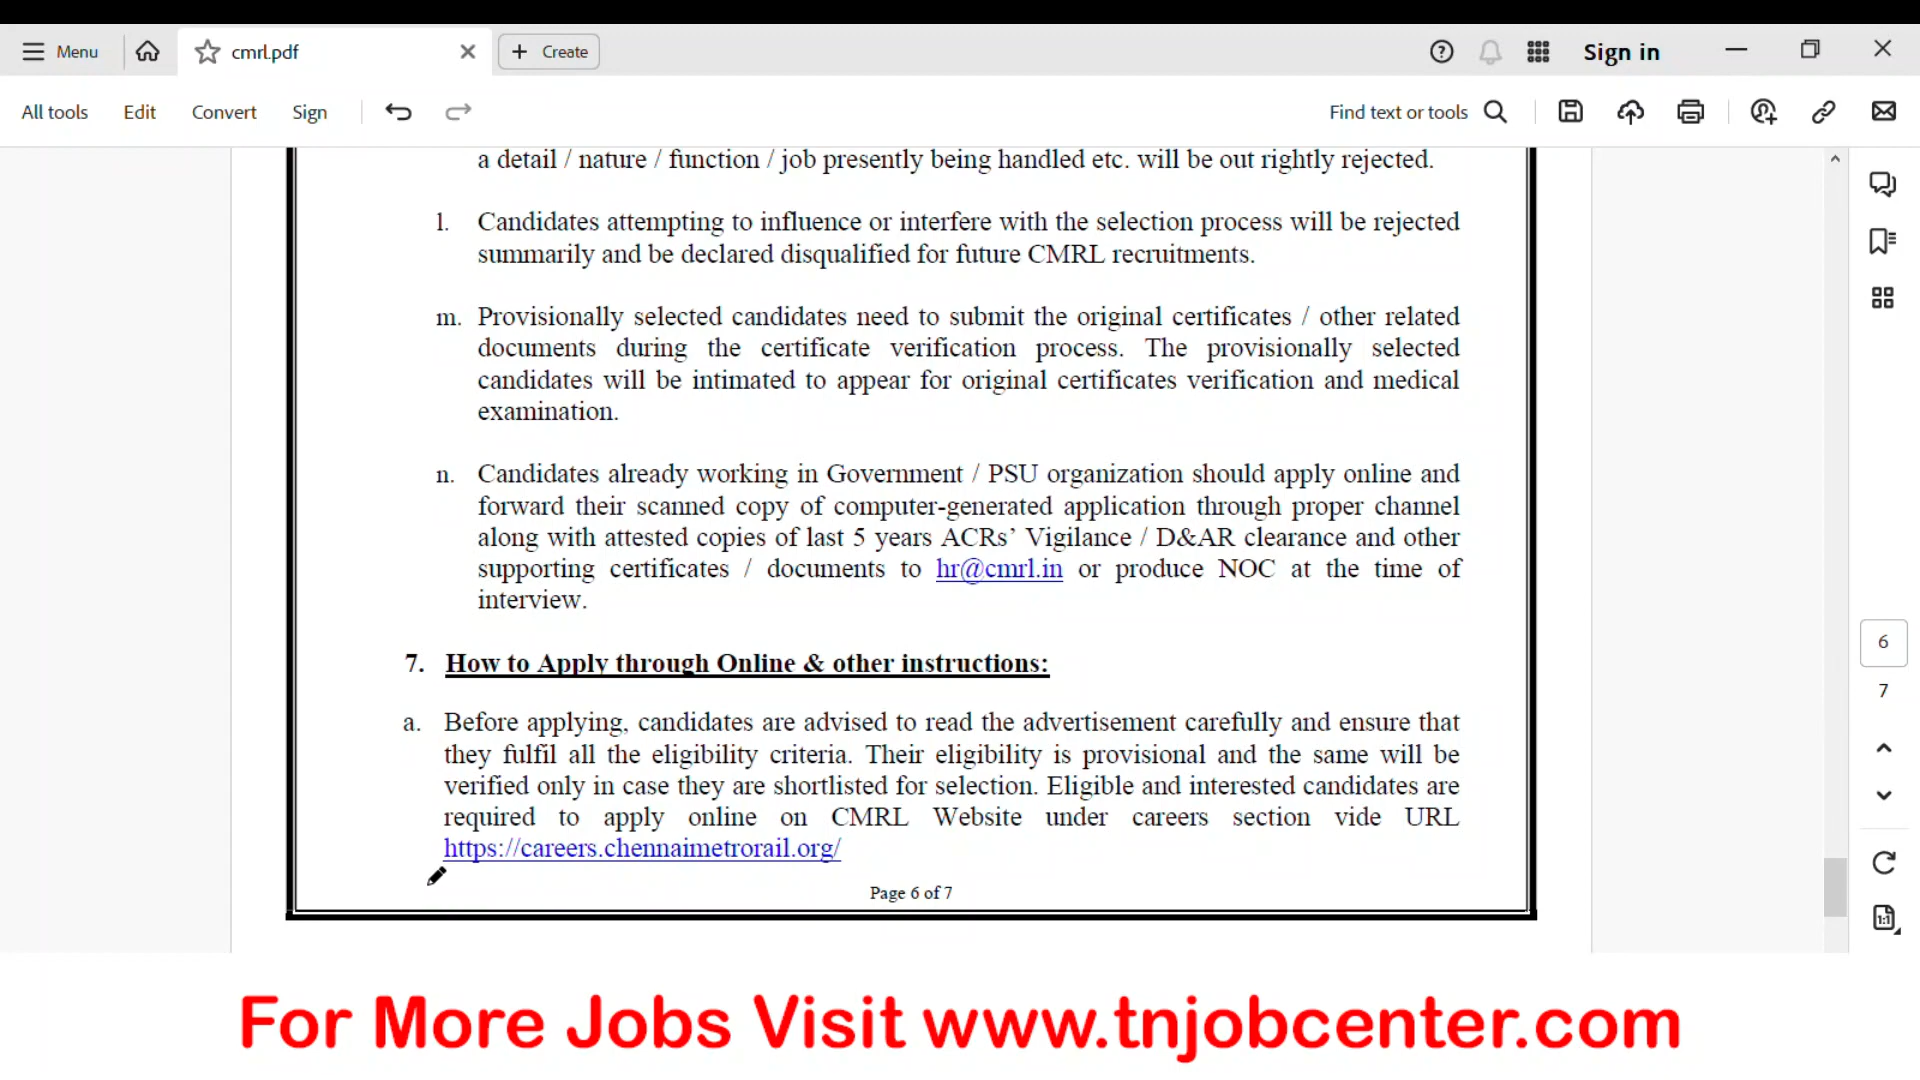 Menu
cmrl.pdf
Create
Sign in
All tools
Edit
Convert
Sign
Find text or tools
a detail / nature / function / job presently being handled etc. will be out rightly rejected.
l. Candidates attempting to influence or interfere with the selection process will be rejected
summarily and be declared disqualified for future CMRL recruitments.
m. Provisionally selected candidates need to submit the original certificates / other related
documents during the certificate verification process. The provisionally selected
candidates will be intimated to appear for original certificates verification and medical
examination.
n. Candidates already working in Government / PSU organization should apply online and
forward their scanned copy of computer-generated application through proper channel
along with attested copies of last 5 years ACRs’ Vigilance / D&AR clearance and other
supporting certificates / documents to hr@cmrl.in or produce NOC at the time of
interview.
7. How to Apply through Online & other instructions:
a. Before applying, candidates are advised to read the advertisement carefully and ensure that
they fulfil all the eligibility criteria. Their eligibility is provisional and the same will be
verified only in case they are shortlisted for selection. Eligible and interested candidates are
required to apply online on CMRL Website under careers section vide URL
https://careers.chennaimetrorail.org/
Page 6 of 7
6
7
1:1
For More Jobs Visit www.tnjobcenter.com